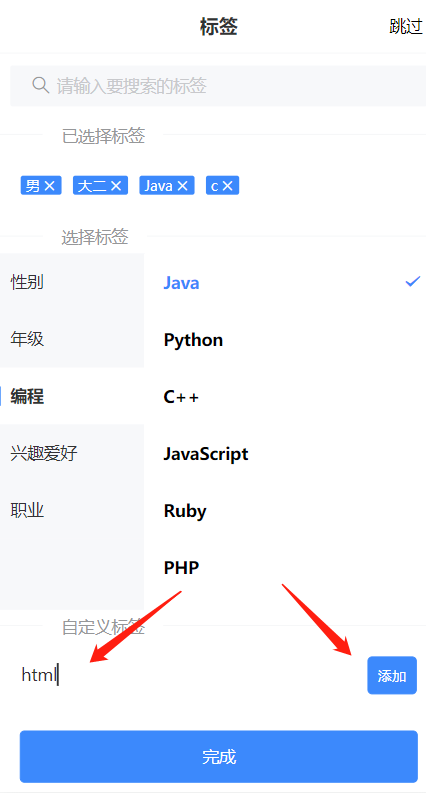 标签 跳过
请输入要搜索的标签
已选择标签
男 大二 Java c
选择标签
性别 Java
年级 Python
编程 C++
兴趣爱好 JavaScript
职业 Ruby
PHP
自定义标签
html 添加
完成